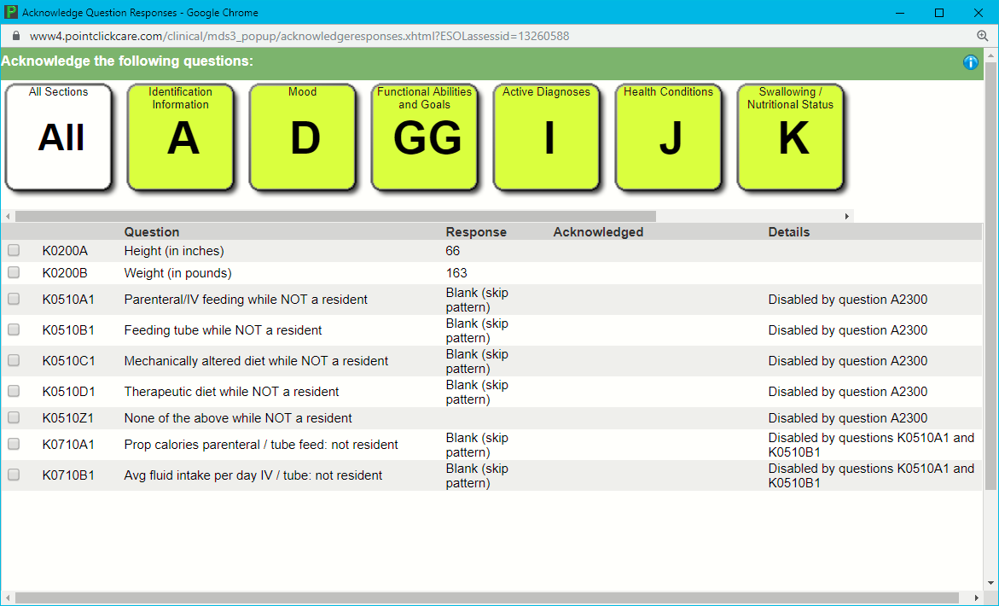 Acknowledge Question Responses - Google Chrome
www4.pointclickcare.com/clinical/mds3_popup/acknowledgeresponses.xhtml?ESOLassessid=13260588
Acknowledge the following questions:
All Sections
All
Identification
Information
A
Mood
D
Functional Abilities
and Goals
GG
Active Diagnoses
I
Health Conditions
J
Swallowing /
Nutritional Status
K
Question Response Acknowledged Details
K0200A Height (in inches) 66
K0200B Weight (in pounds) 163
K0510A1 Parenteral/IV feeding while NOT a resident Blank (skip
pattern) Disabled by question A2300
K0510B1 Feeding tube while NOT a resident Blank (skip
pattern) Disabled by question A2300
K0510C1 Mechanically altered diet while NOT a resident Blank (skip
pattern) Disabled by question A2300
K0510D1 Therapeutic diet while NOT a resident Blank (skip
pattern) Disabled by question A2300
K0510Z1 None of the above while NOT a resident Disabled by question A2300
K0710A1 Prop calories parenteral / tube feed: not resident Blank (skip
pattern) Disabled by questions K0510A1 and
K0510B1
K0710B1 Avg fluid intake per day IV / tube: not resident Blank (skip
pattern) Disabled by questions K0510A1 and
K0510B1